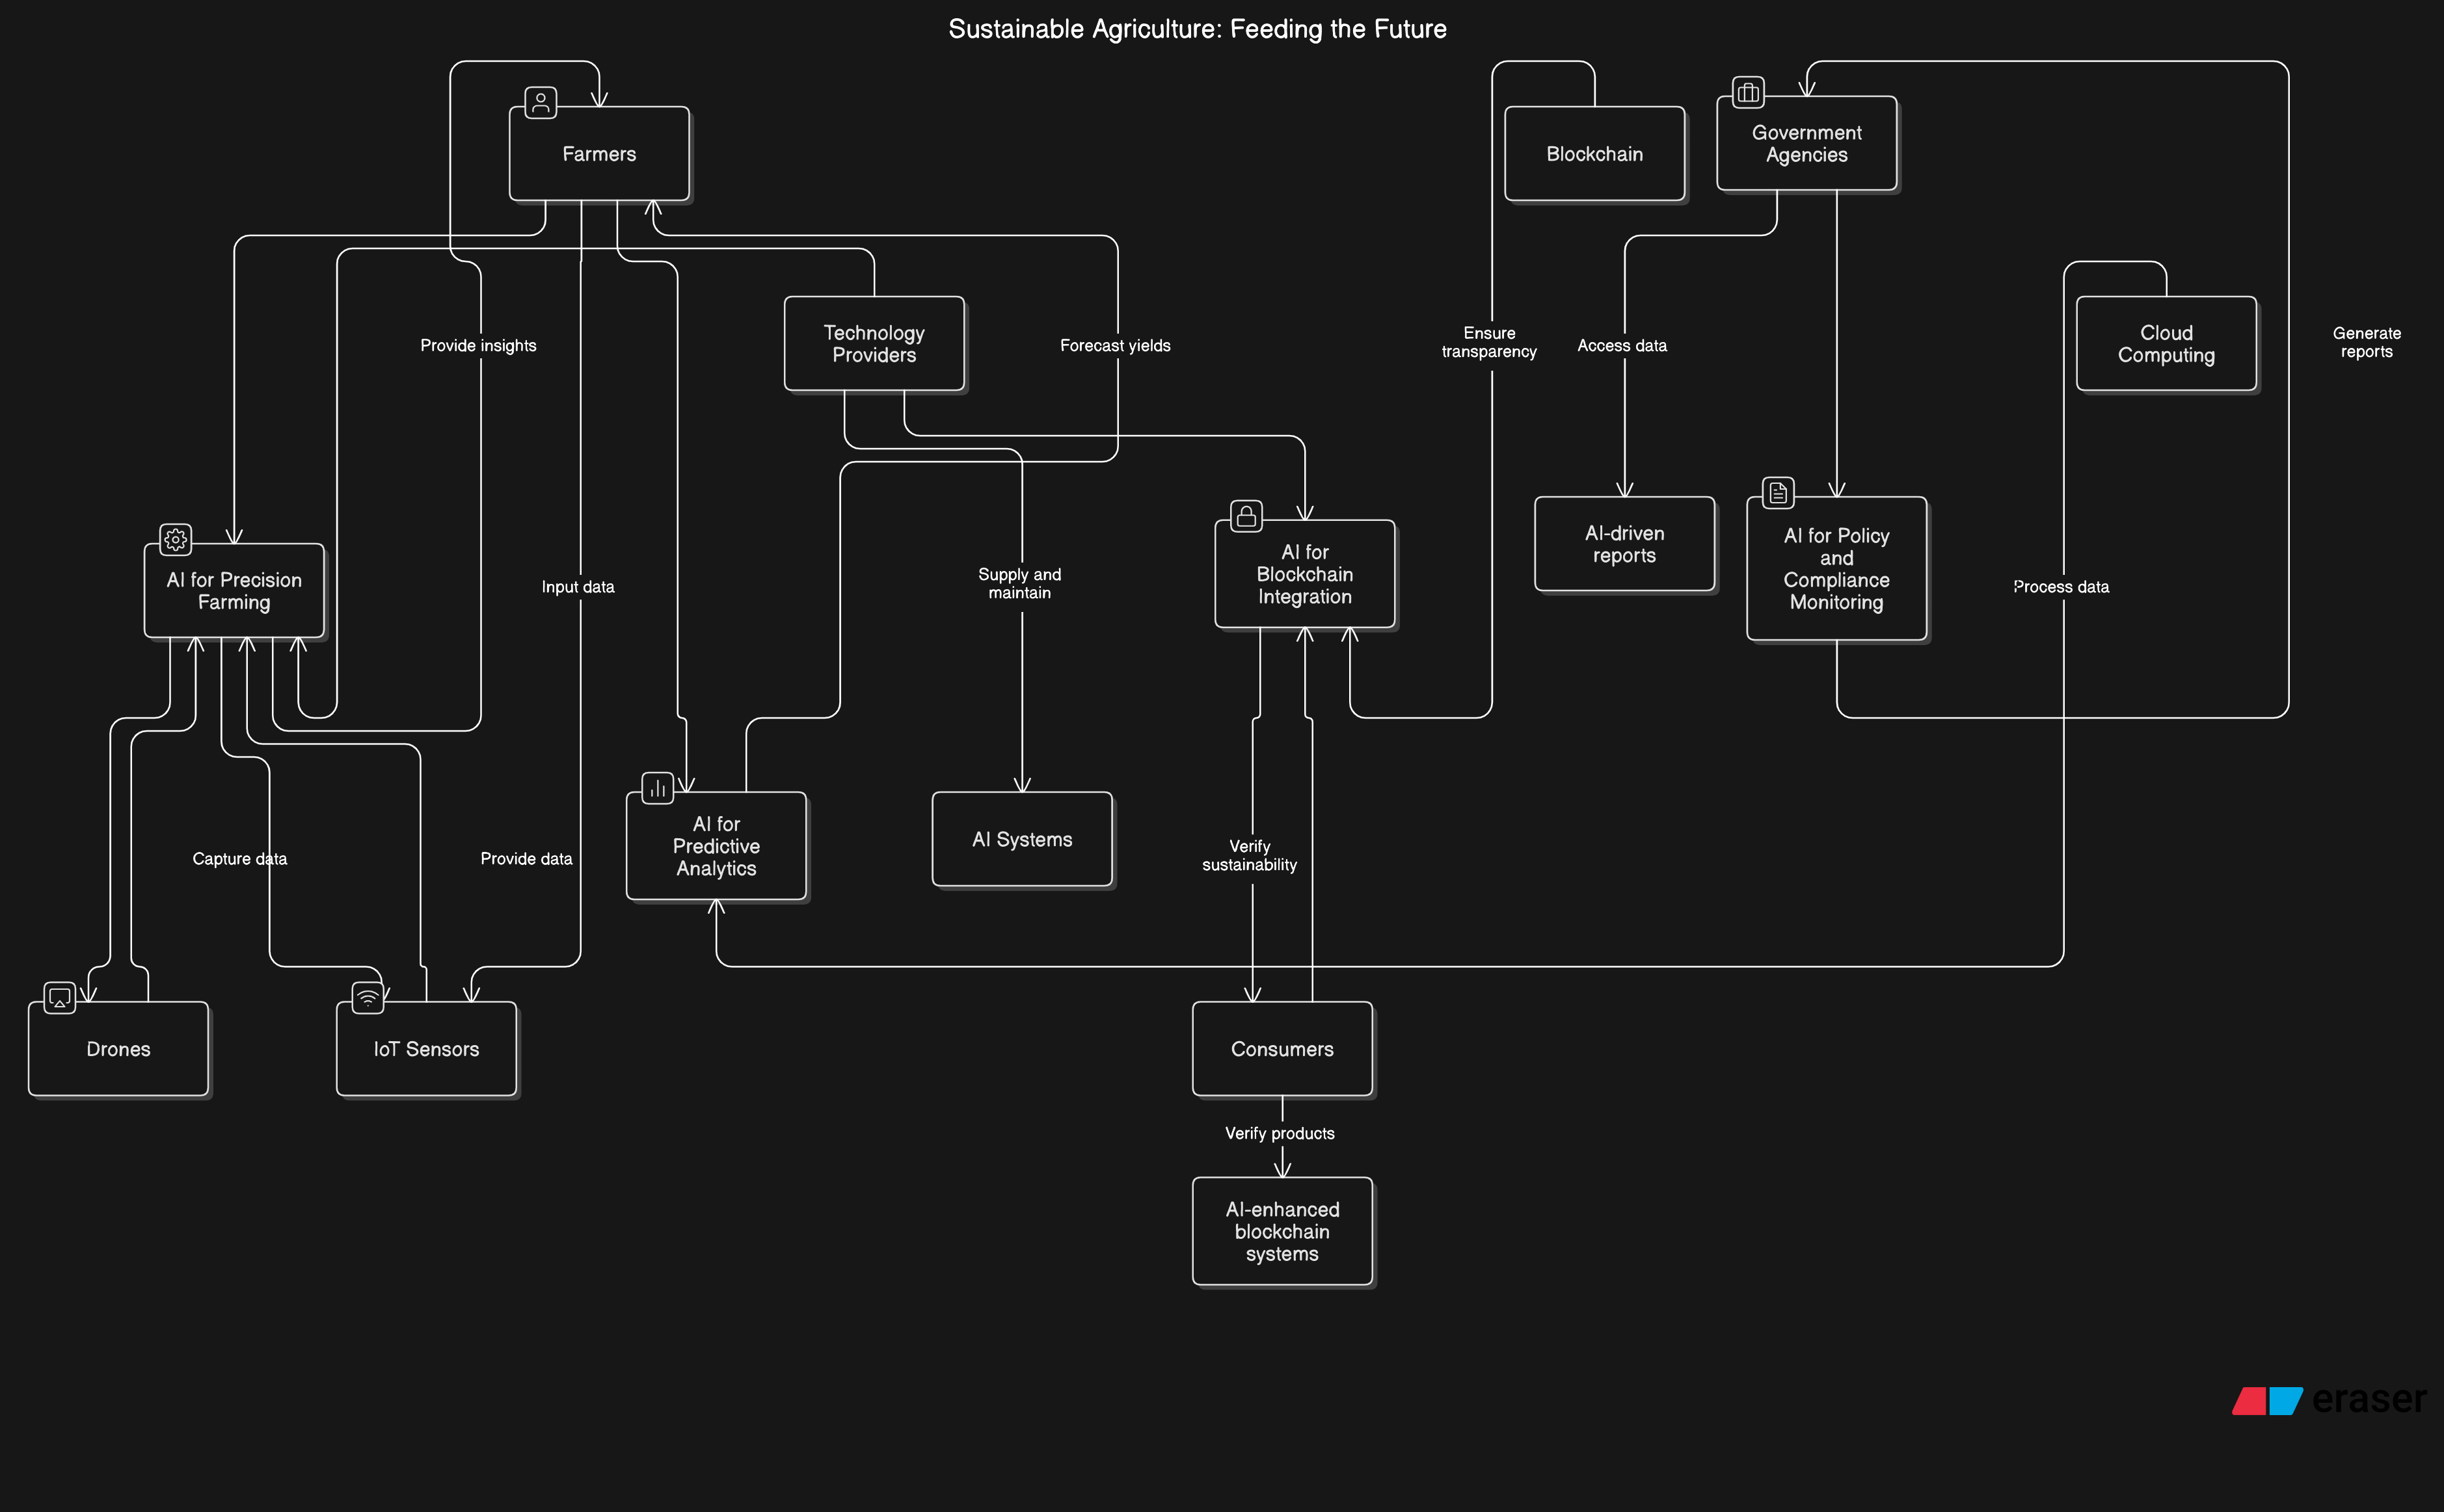 Sustainable Agriculture: Feeding the Future
Farmers
Blockchain
Government
Agencies
Technology
Providers
Cloud
Computing
Provide insights
Forecast yields
Ensure
transparency
Access data
Generate
reports
AI for Precision
Farming
Input data
Supply and
maintain
AI for
Blockchain
Integration
AI-driven
reports
AI for Policy
and
Compliance
Monitoring
Process data
Capture data
Provide data
AI for
Predictive
Analytics
AI Systems
Verify
sustainability
Drones
IoT Sensors
Consumers
Verify products
AI-enhanced
blockchain
systems
eraser